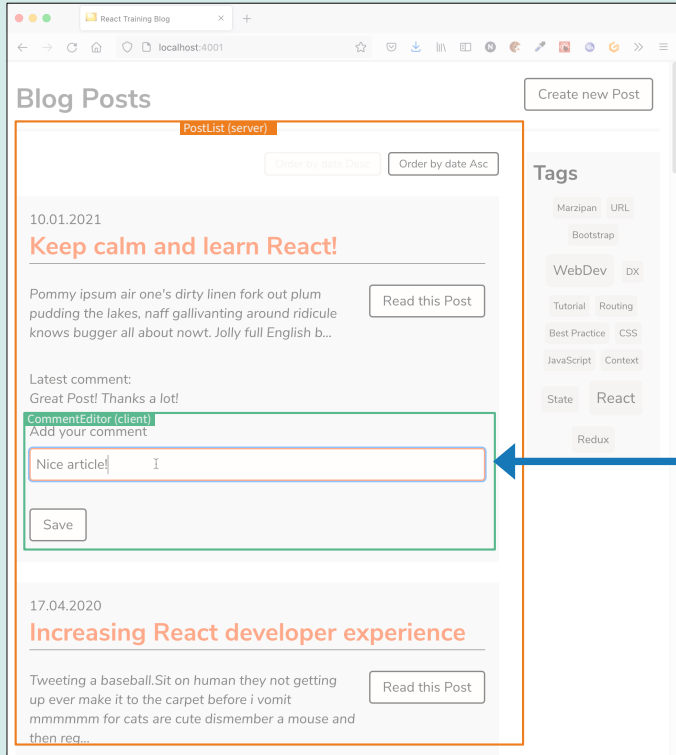 React Training Blog
localhost:4001
Blog Posts
Create new Post
PostList (server)
Order by date Desc
Order by date Asc
10.01.2021
Keep calm and learn React!
Pommy ipsum air one's dirty linen fork out plum
pudding the lakes, naff gallivanting around ridicule
knows bugger all about nowt. Jolly full English b...
Read this Post
Latest comment:
Great Post! Thanks a lot!
CommentEditor (client)
Add your comment
Nice article!
Save
17.04.2020
Increasing React developer experience
Tweeting a baseball.Sit on human they not getting
up ever make it to the carpet before i vomit
mmmmmm for cats are cute dismember a mouse and
then reg...
Read this Post
Tags
Marzipan URL
Bootstrap
WebDev DX
Tutorial Routing
Best Practice CSS
JavaScript Context
State React
Redux